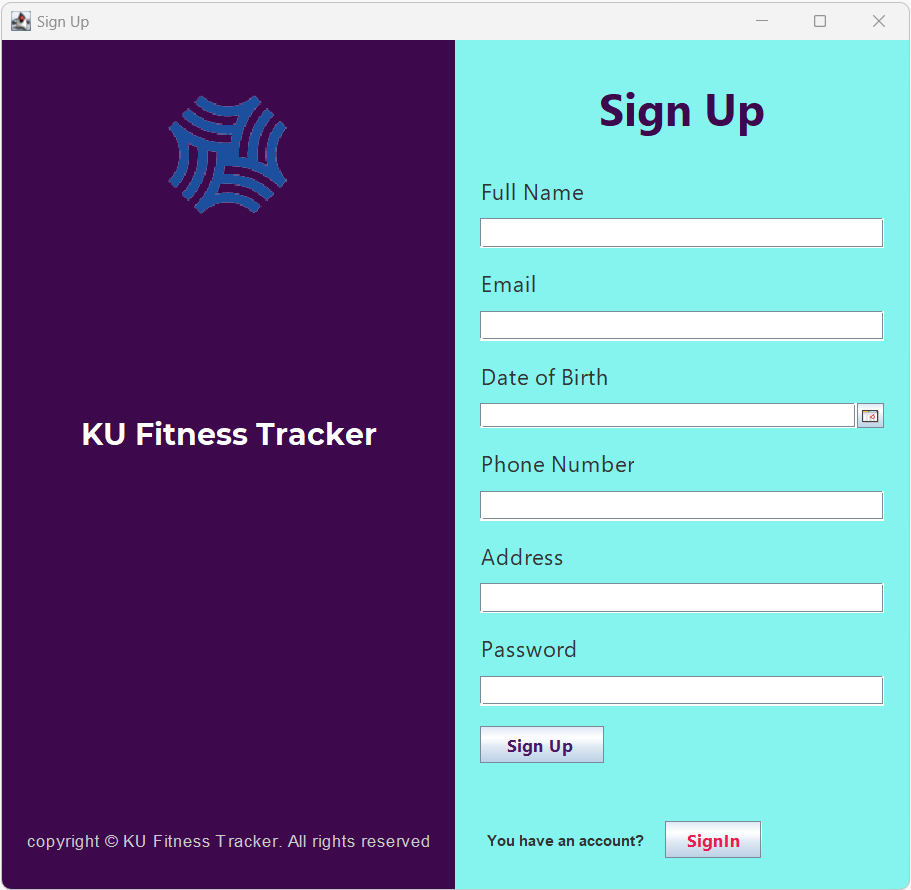 Sign Up
KU Fitness Tracker
copyright © KU Fitness Tracker. All rights reserved
Sign Up
Full Name
Email
Date of Birth
Phone Number
Address
Password
Sign Up
You have an account? SignIn